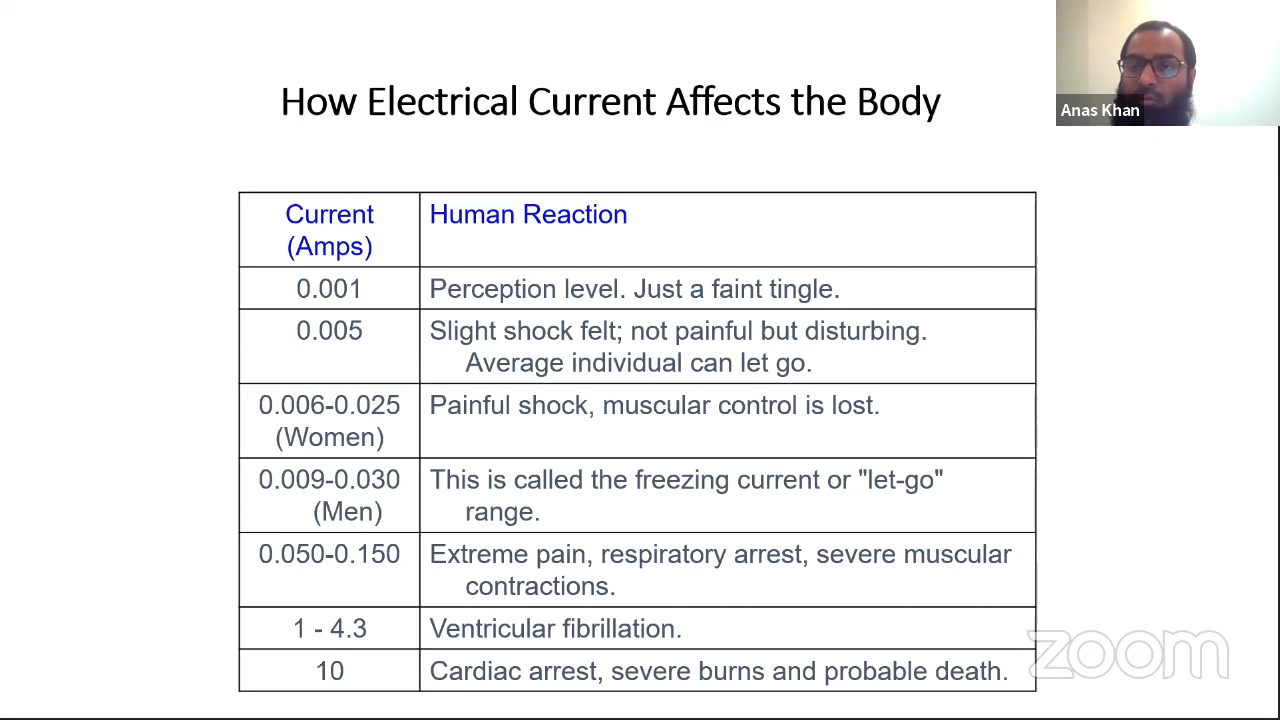 How Electrical Current Affects the Body
Anas Khan
Current
(Amps)
Human Reaction
0.001
Perception level. Just a faint tingle.
0.005
Slight shock felt; not painful but disturbing.
Average individual can let go.
0.006-0.025
(Women)
Painful shock, muscular control is lost.
0.009-0.030
(Men)
This is called the freezing current or "let-go"
range.
0.050-0.150
Extreme pain, respiratory arrest, severe muscular
contractions.
1 - 4.3
Ventricular fibrillation.
10
Cardiac arrest, severe burns and probable death.
zoom